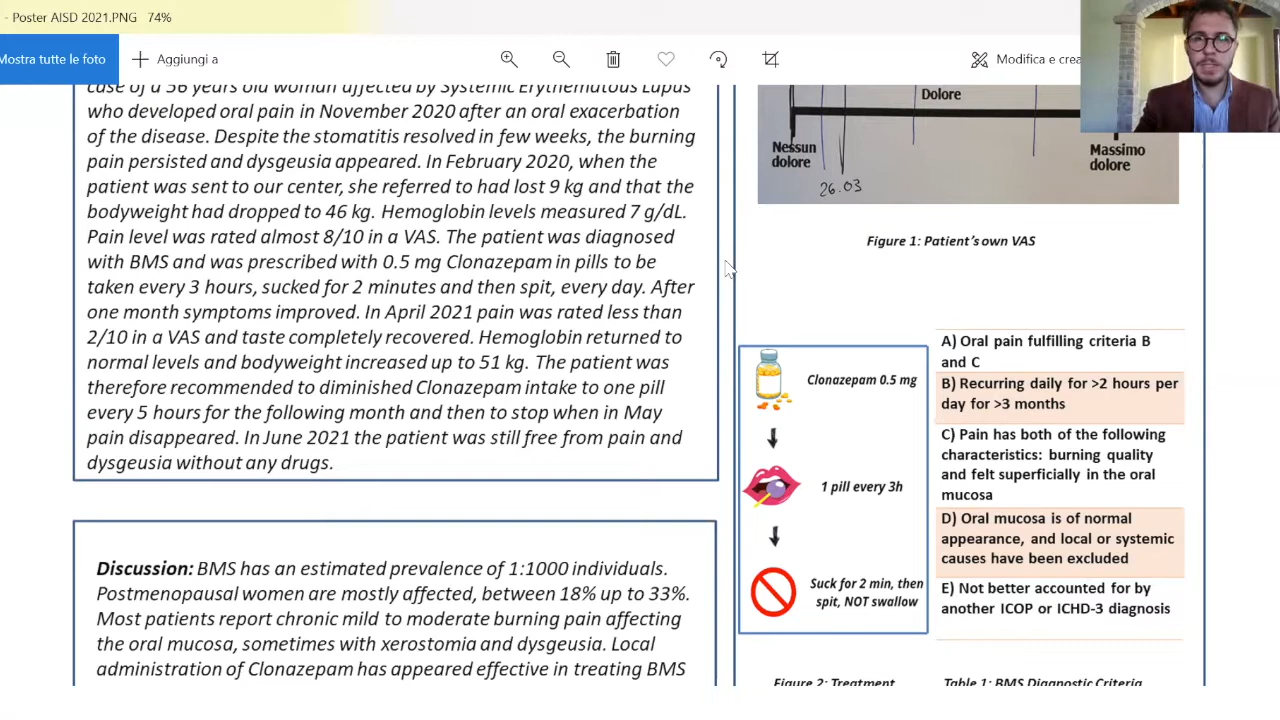 - Poster AISD 2021.PNG 74%
Mostra tutte le foto
Aggiungi a
Modifica e crea
case of a 56 years old woman affected by Systemic Erythematous Lupus
who developed oral pain in November 2020 after an oral exacerbation
of the disease. Despite the stomatitis resolved in few weeks, the burning
pain persisted and dysgeusia appeared. In February 2020, when the
patient was sent to our center, she referred to had lost 9 kg and that the
bodyweight had dropped to 46 kg. Hemoglobin levels measured 7 g/dL.
Pain level was rated almost 8/10 in a VAS. The patient was diagnosed
with BMS and was prescribed with 0.5 mg Clonazepam in pills to be
taken every 3 hours, sucked for 2 minutes and then spit, every day. After
one month symptoms improved. In April 2021 pain was rated less than
2/10 in a VAS and taste completely recovered. Hemoglobin returned to
normal levels and bodyweight increased up to 51 kg. The patient was
therefore recommended to diminished Clonazepam intake to one pill
every 5 hours for the following month and then to stop when in May
pain disappeared. In June 2021 the patient was still free from pain and
dysgeusia without any drugs.
Discussion: BMS has an estimated prevalence of 1:1000 individuals.
Postmenopausal women are mostly affected, between 18% up to 33%.
Most patients report chronic mild to moderate burning pain affecting
the oral mucosa, sometimes with xerostomia and dysgeusia. Local
administration of Clonazepam has appeared effective in treating BMS
Dolore
Nessun
dolore
Massimo
dolore
26.03
Figure 1: Patient's own VAS
Clonazepam 0.5 mg
1 pill every 3h
Suck for 2 min, then
spit, NOT swallow
A) Oral pain fulfilling criteria B
and C
B) Recurring daily for >2 hours per
day for >3 months
C) Pain has both of the following
characteristics: burning quality
and felt superficially in the oral
mucosa
D) Oral mucosa is of normal
appearance, and local or systemic
causes have been excluded
E) Not better accounted for by
another ICOP or ICHD-3 diagnosis
Figure 2: Treatment
Table 1: BMS Diagnostic Criteria